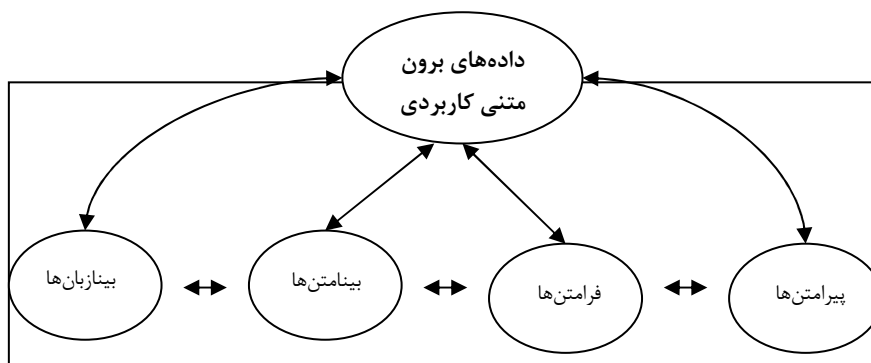 داده‌های برون
متنی کاربردی
پیرامتن‌ها
فرامتن‌ها
بینامتن‌ها
بینازبان‌ها